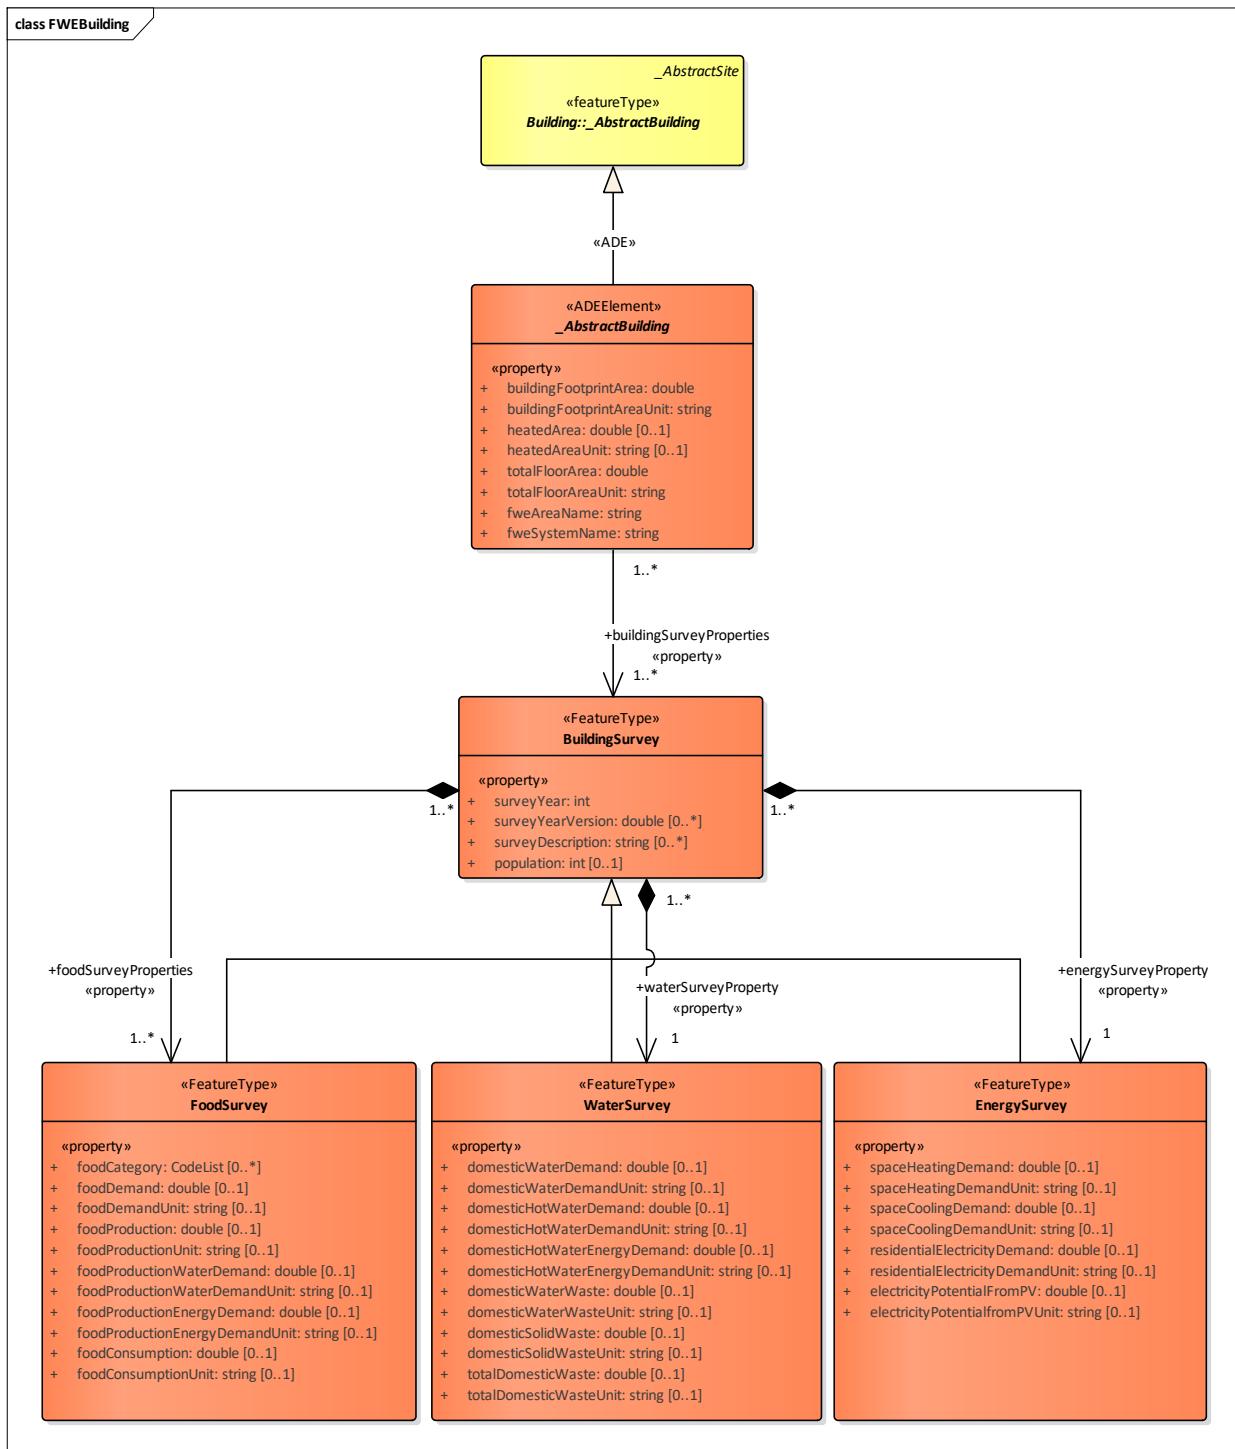 class FWEBuilding
_AbstractSite
«featureType»
Building::_AbstractBuilding
«ADE»
«ADEElement»
_AbstractBuilding
«property»
+ buildingFootprintArea: double
+ buildingFootprintAreaUnit: string
+ heatedArea: double [0..1]
+ heatedAreaUnit: string [0..1]
+ totalFloorArea: double
+ totalFloorAreaUnit: string
+ fweAreaName: string
+ fweSystemName: string
1..*
+buildingSurveyProperties
«property»
1..*
«FeatureType»
BuildingSurvey
«property»
+ surveyYear: int
+ surveyYearVersion: double [0..*]
+ surveyDescription: string [0..*]
+ population: int [0..1]
1..*
1..*
1..*
+foodSurveyProperties
«property»
1..*
+waterSurveyProperty
«property»
1
+energySurveyProperty
«property»
1
«FeatureType»
FoodSurvey
«property»
+ foodCategory: CodeList [0..*]
+ foodDemand: double [0..1]
+ foodDemandUnit: string [0..1]
+ foodProduction: double [0..1]
+ foodProductionUnit: string [0..1]
+ foodProductionWaterDemand: double [0..1]
+ foodProductionWaterDemandUnit: string [0..1]
+ foodProductionEnergyDemand: double [0..1]
+ foodProductionEnergyDemandUnit: string [0..1]
+ foodConsumption: double [0..1]
+ foodConsumptionUnit: string [0..1]
«FeatureType»
WaterSurvey
«property»
+ domesticWaterDemand: double [0..1]
+ domesticWaterDemandUnit: string [0..1]
+ domesticHotWaterDemand: double [0..1]
+ domesticHotWaterDemandUnit: string [0..1]
+ domesticHotWaterEnergyDemand: double [0..1]
+ domesticHotWaterEnergyDemandUnit: string [0..1]
+ domesticWaterWaste: double [0..1]
+ domesticWaterWasteUnit: string [0..1]
+ domesticSolidWaste: double [0..1]
+ domesticSolidWasteUnit: string [0..1]
+ totalDomesticWaste: double [0..1]
+ totalDomesticWasteUnit: string [0..1]
«FeatureType»
EnergySurvey
«property»
+ spaceHeatingDemand: double [0..1]
+ spaceHeatingDemandUnit: string [0..1]
+ spaceCoolingDemand: double [0..1]
+ spaceCoolingDemandUnit: string [0..1]
+ residentialElectricityDemand: double [0..1]
+ residentialElectricityDemandUnit: string [0..1]
+ electricityPotentialFromPV: double [0..1]
+ electricityPotentialfromPVUnit: string [0..1]